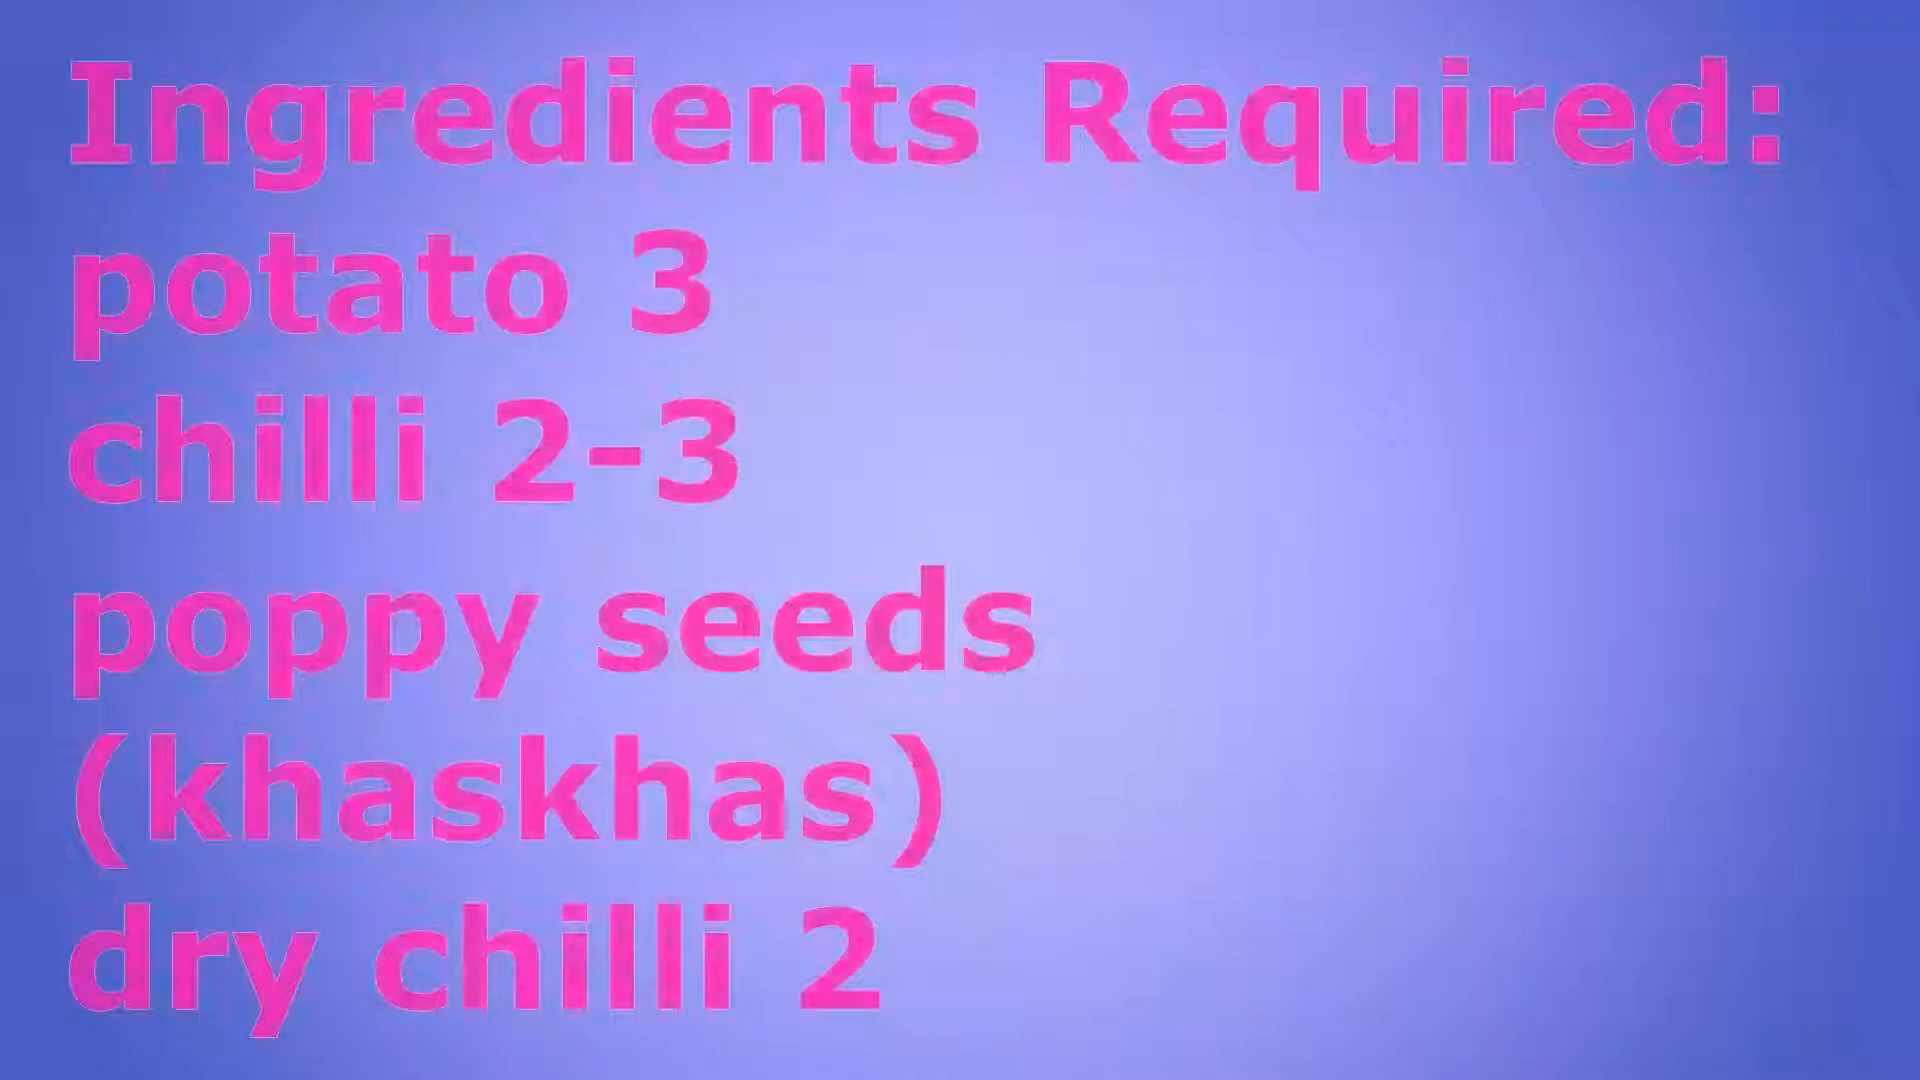 Ingredients Required:
potato 3
chilli 2-3
poppy seeds
(khaskhas)
dry chilli 2